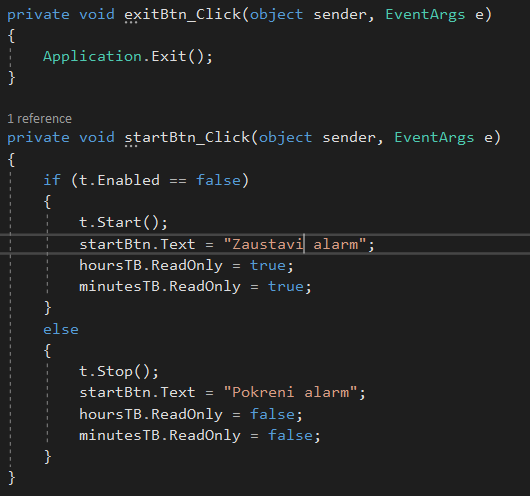 private void exitBtn_Click(object sender, EventArgs e)
{
Application.Exit();
}
1 reference
private void startBtn_Click(object sender, EventArgs e)
{
if (t.Enabled == false)
{
t.Start();
startBtn.Text = "Zaustavi alarm";
hoursTB.ReadOnly = true;
minutesTB.ReadOnly = true;
}
else
{
t.Stop();
startBtn.Text = "Pokreni alarm";
hoursTB.ReadOnly = false;
minutesTB.ReadOnly = false;
}
}